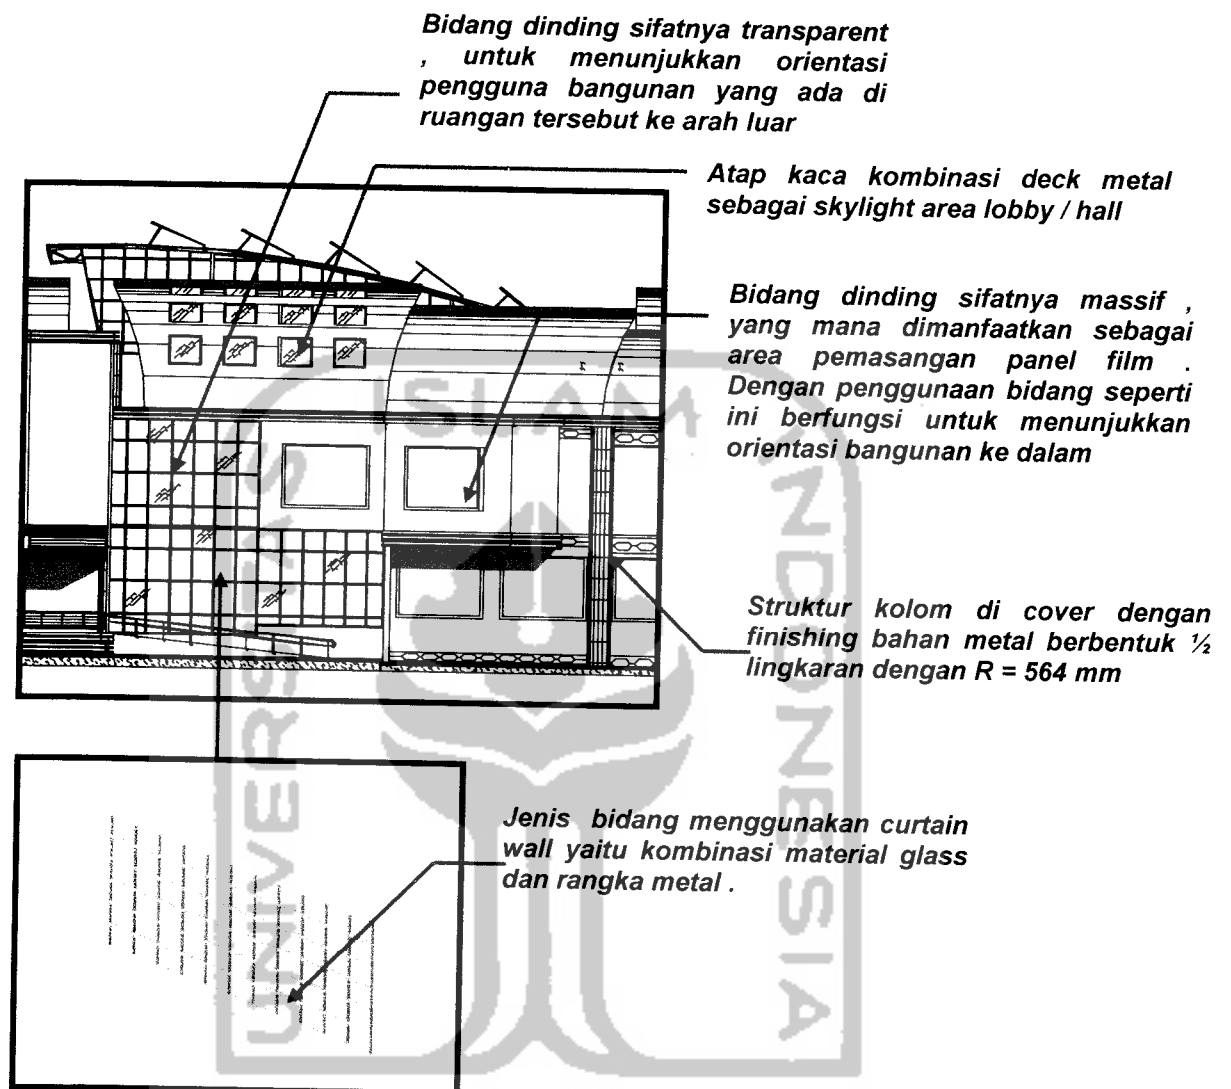 Bidang dinding sifatnya transparent
, untuk menunjukkan orientasi
pengguna bangunan yang ada di
ruangan tersebut ke arah luar
Atap kaca kombinasi deck metal
sebagai skylight area lobby / hall
Bidang dinding sifatnya massif ,
yang mana dimanfaatkan sebagai
area pemasangan panel film .
Dengan penggunaan bidang seperti
ini berfungsi untuk menunjukkan
orientasi bangunan ke dalam
Struktur kolom di cover dengan
finishing bahan metal berbentuk ½
lingkaran dengan R = 564 mm
Jenis bidang menggunakan curtain
wall yaitu kombinasi material glass
dan rangka metal .
UNIVERSITAS
ISLAM
INDONESIA